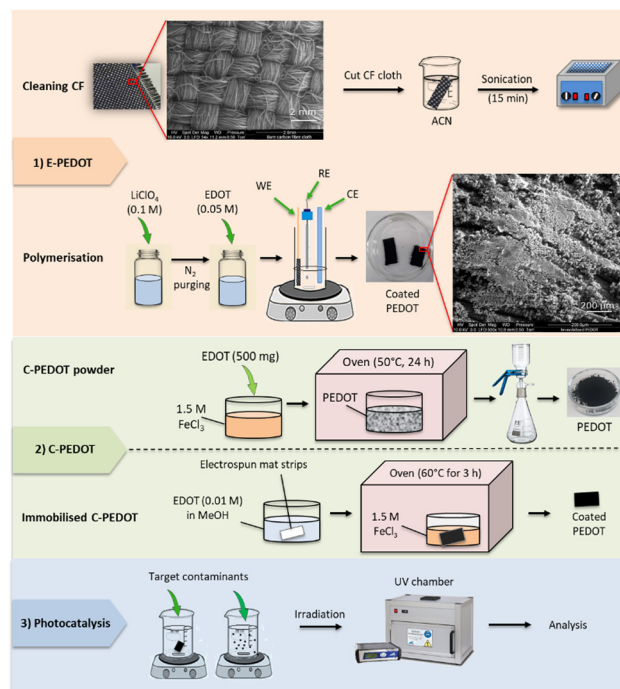 Cleaning CF
2 mm
Cut CF cloth
ACN
Sonication
(15 min)
1) E-PEDOT
LiClO₄
(0.1 M)
EDOT
(0.05 M)
WE
RE
CE
Polymerisation
N₂
purging
Coated
PEDOT
200 µm
C-PEDOT powder
EDOT (500 mg)
1.5 M
FeCl₃
Oven (50°C, 24 h)
PEDOT
PEDOT
2) C-PEDOT
Electrospun mat strips
Immobilised C-PEDOT
EDOT (0.01 M)
in MeOH
Oven (60°C for 3 h)
1.5 M
FeCl₃
Coated
PEDOT
3) Photocatalysis
Target contaminants
Irradiation
UV chamber
Analysis